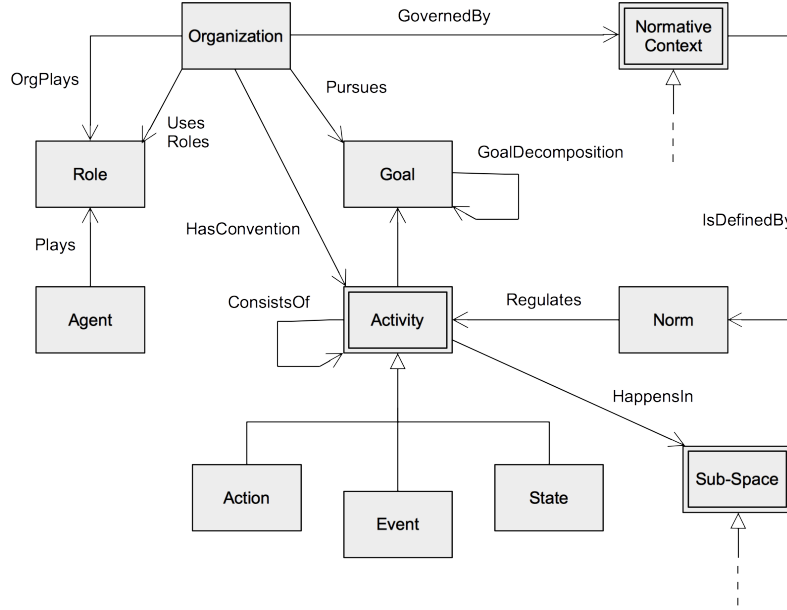 GovernedBy
Organization
Normative
Context
OrgPlays
Pursues
Uses
Roles
GoalDecomposition
Role
Goal
IsDefinedBy
HasConvention
Plays
ConsistsOf
Regulates
Agent
Activity
Norm
HappensIn
Sub-Space
Action
State
Event